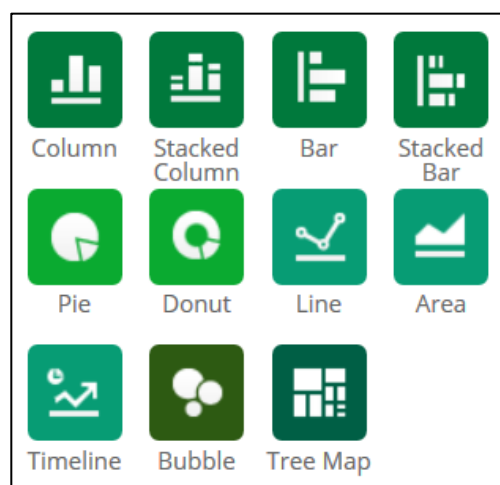 Column
Stacked
Column
Bar
Stacked
Bar
Pie
Donut
Line
Area
Timeline
Bubble
Tree Map